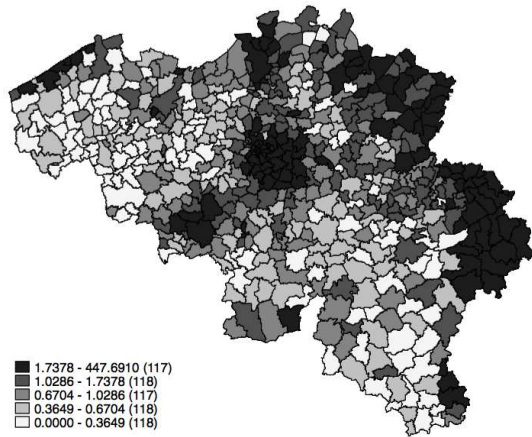 1.7378 - 447.6910 (117)
1.0286 - 1.7378 (118)
0.6704 - 1.0286 (117)
0.3649 - 0.6704 (118)
0.0000 - 0.3649 (118)